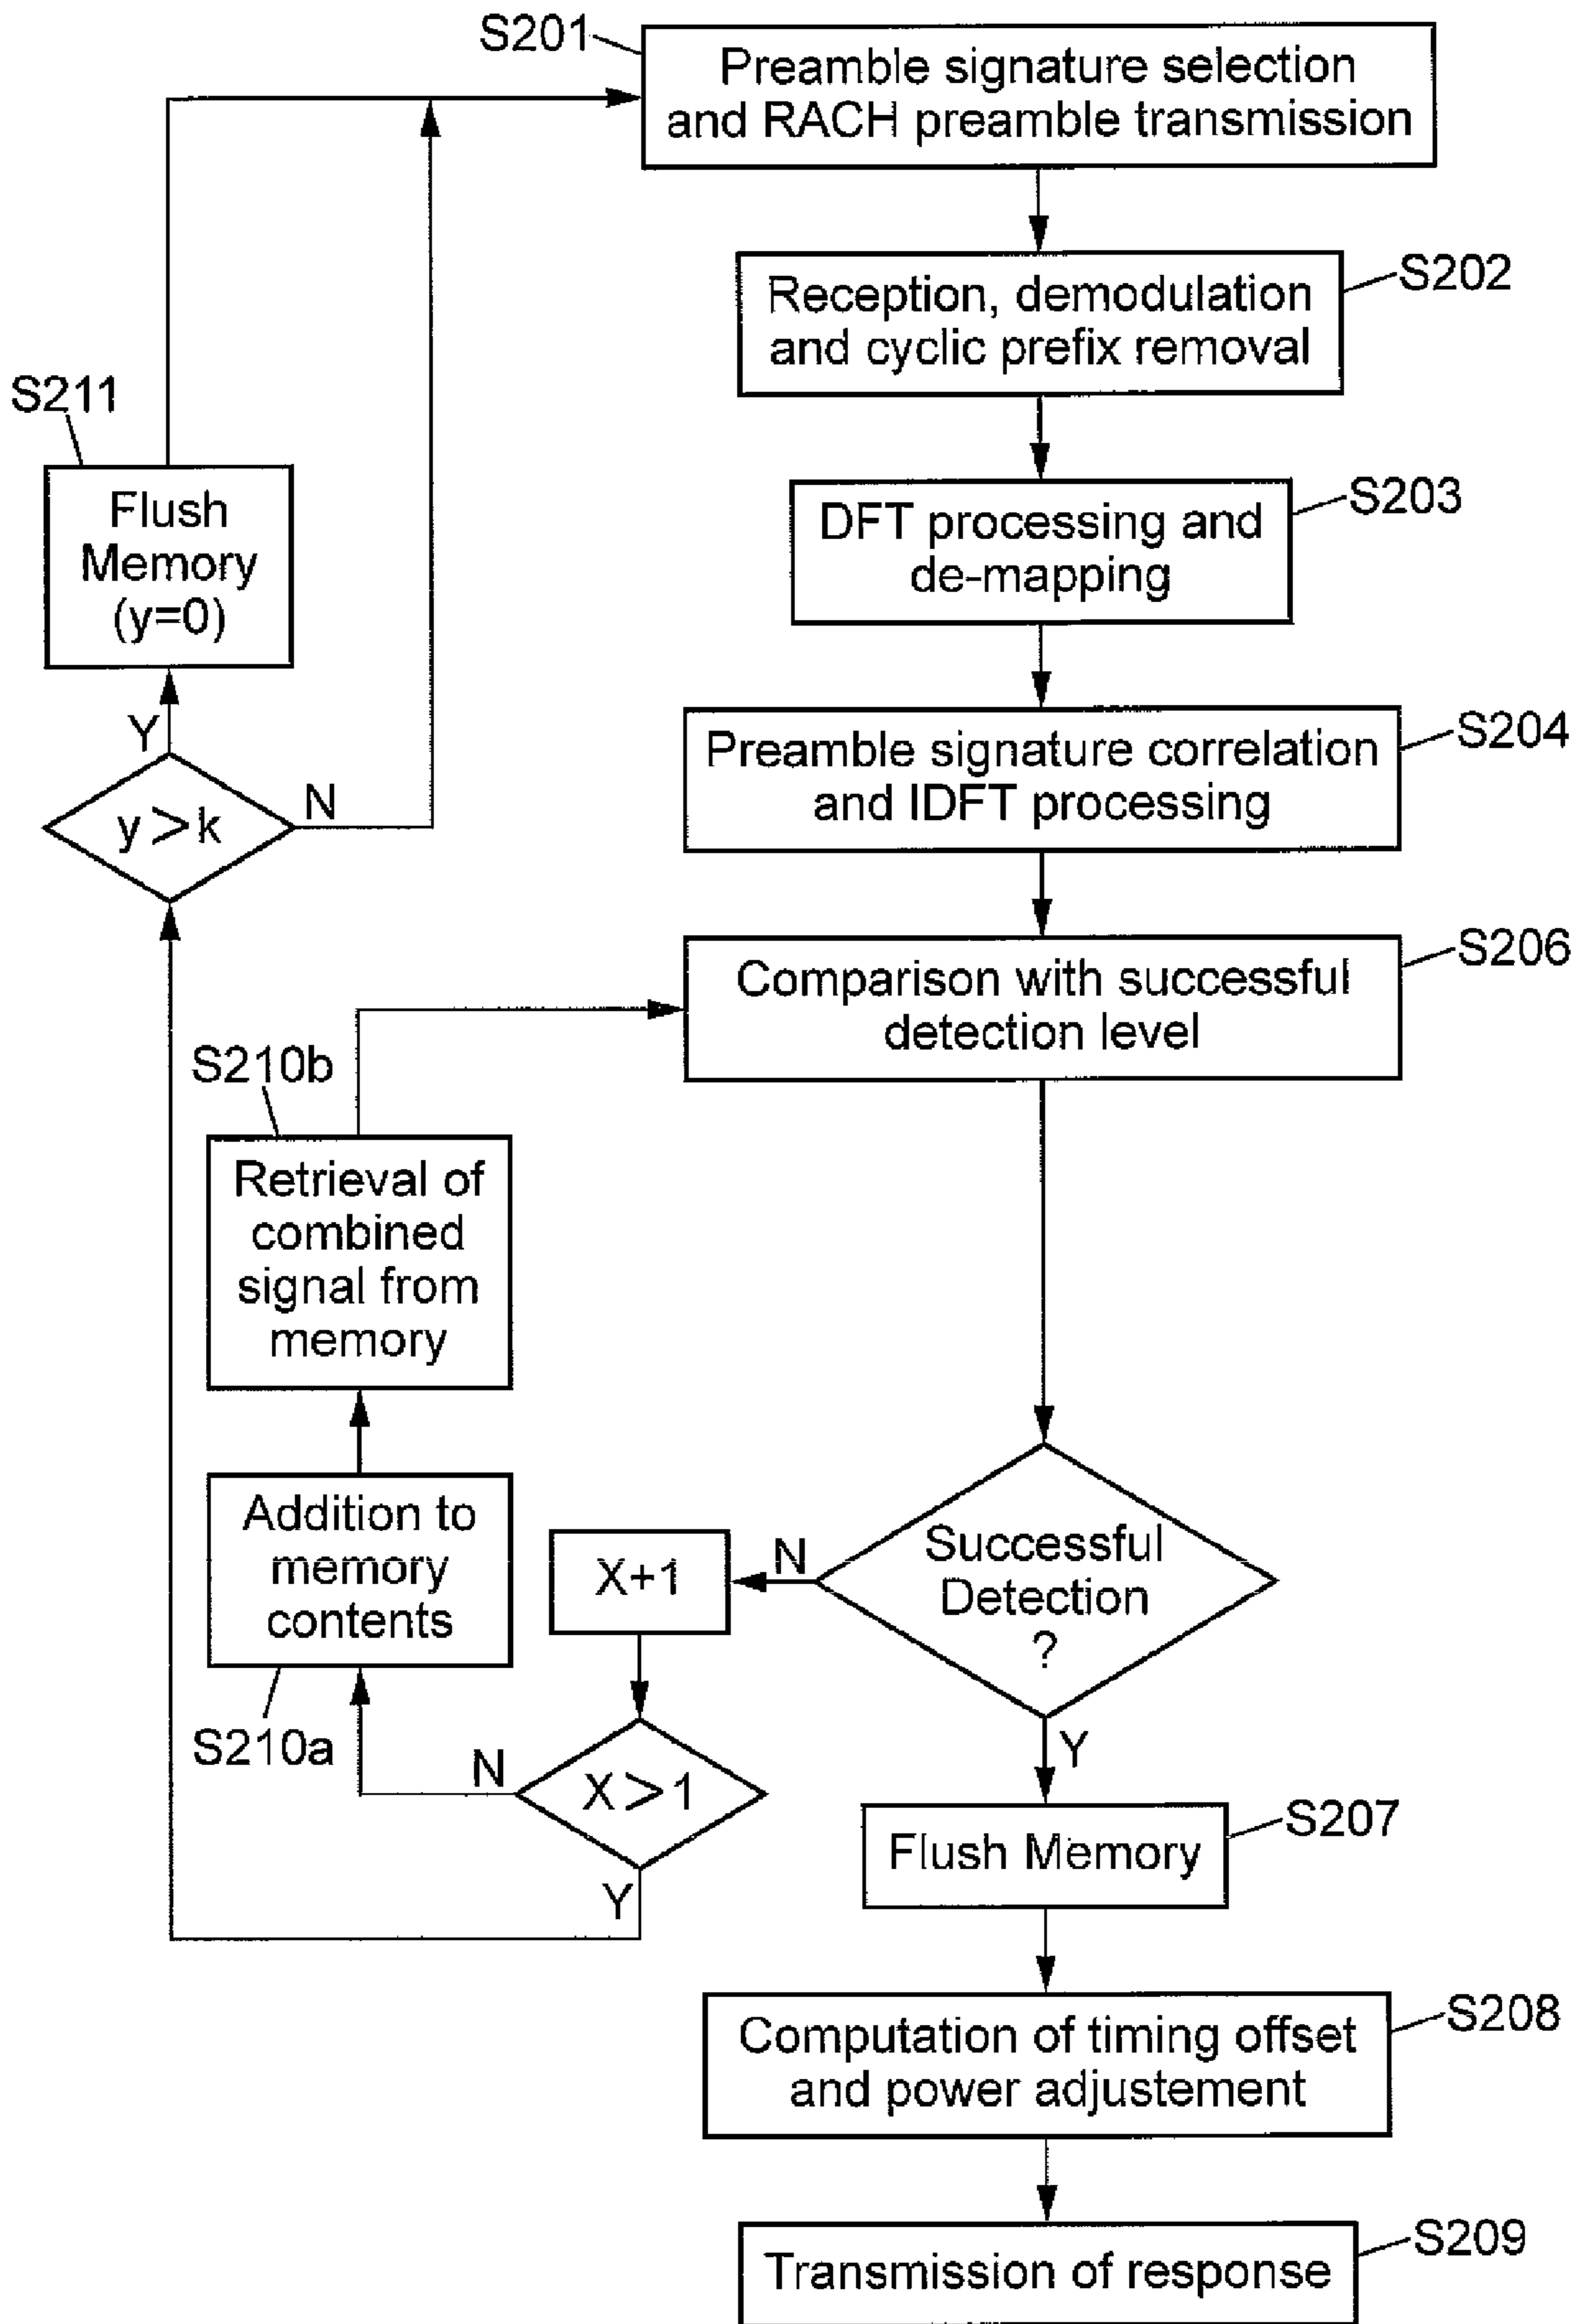 S201
Preamble signature selection
and RACH preamble transmission
Reception, demodulation
and cyclic prefix removal
S202
DFT processing and
de-mapping
S203
Preamble signature correlation
and IDFT processing
S204
Comparison with successful
detection level
S206
S211
Flush
Memory
(y=0)
Y
y>k
N
S210b
Retrieval of
combined
signal from
memory
Addition to
memory
contents
S210a
X+1
N
Successful
Detection
?
N
X>1
Y
Y
Flush Memory
S207
Computation of timing offset
and power adjustement
S208
Transmission of response
S209